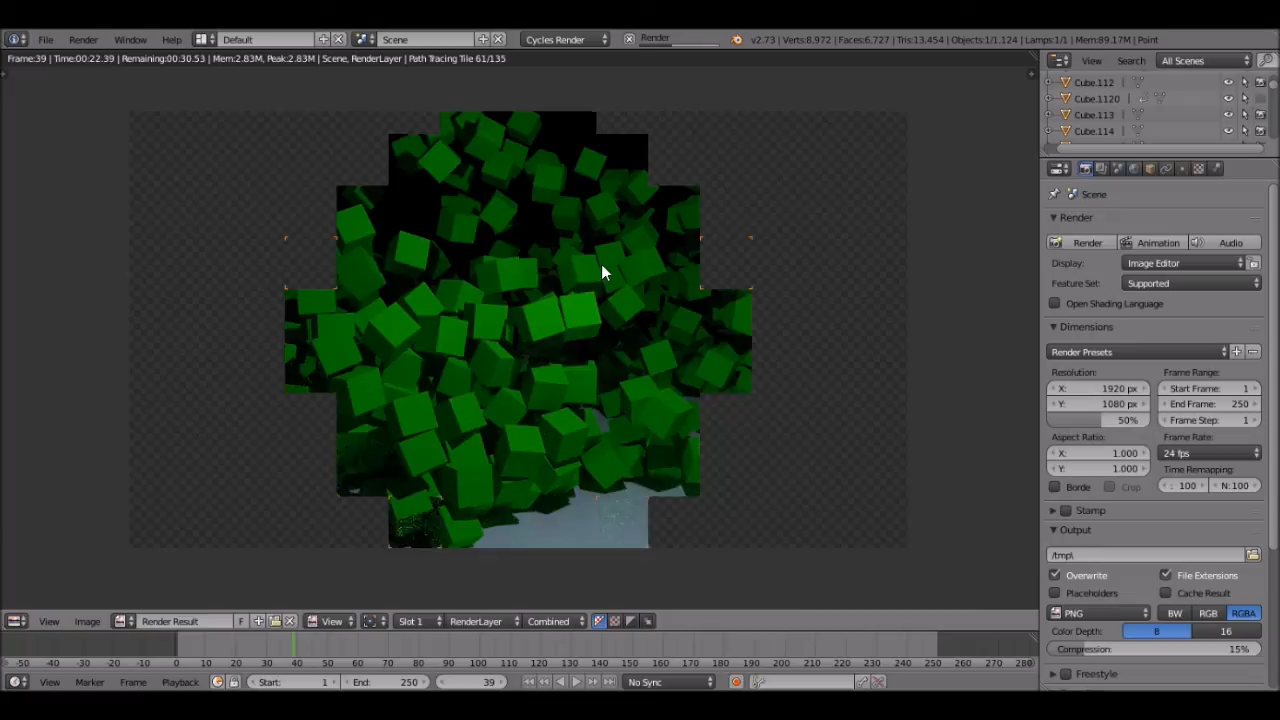 File Render Window Help Default Scene Cycles Render Render v2.73 | Verts:8.972 | Faces:6.727 | Tris:13.454 | Objects:1/1.124 | Lamps:1/1 | Mem:89.17M | Point
Frame:39 | Time:00:22.39 | Remaining:00:30.53 | Mem:2.83M, Peak:2.83M | Scene, RenderLayer | Path Tracing Tile 61/135
View Search All Scenes
Cube.112
Cube.1120
Cube.113
Cube.114
Scene
Render
Render Animation Audio
Display: Image Editor
Feature Set: Supported
Open Shading Language
Dimensions
Render Presets
Resolution: Frame Range:
X: 1920 px Start Frame: 1
Y: 1080 px End Frame: 250
50% Frame Step: 1
Aspect Ratio: Frame Rate:
X: 1.000 24 fps
Y: 1.000 Time Remapping:
Borde Crop : 100 N:100
Stamp
Output
/tmp\
Overwrite File Extensions
Placeholders Cache Result
PNG BW RGB RGBA
Color Depth: 8 16
Compression: 15%
Freestyle
View Image Render Result F View Slot 1 RenderLayer Combined
-50 -40 -30 -20 -10 0 10 20 30 40 50 60 70 80 90 100 110 120 130 140 150 160 170 180 190 200 210 220 230 240 250 260 270 280
View Marker Frame Playback Start: 1 End: 250 39 No Sync